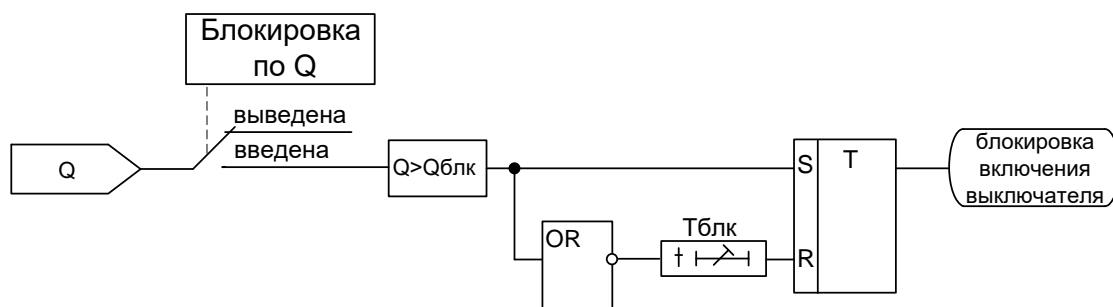 Блокировка
по Q
выведена
введена
Q
Q>Qблк
S
T
блокировка
включения
выключателя
OR
Тблк
R